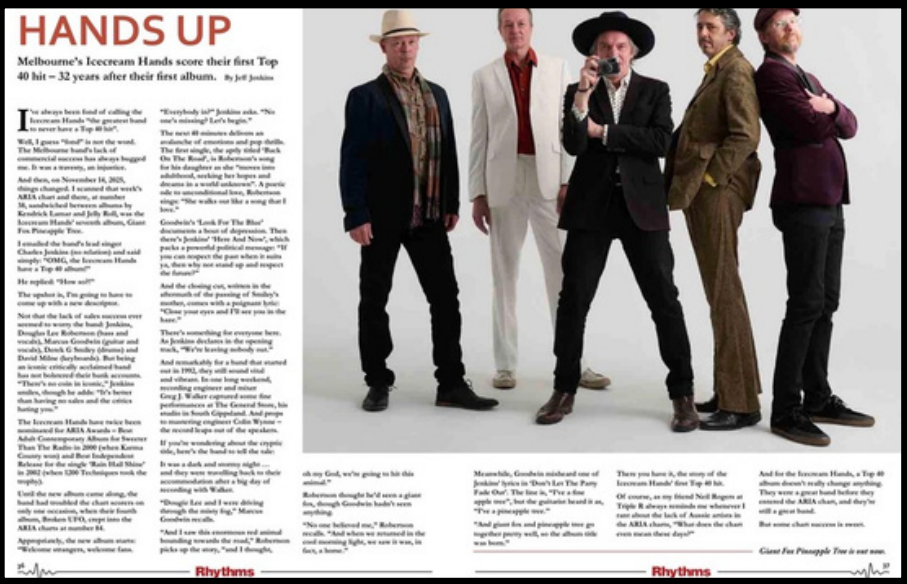 HANDS UP
Melbourne's Icecream Hands score their first Top
40 hit – 32 years after their first album. By Jeff Jenkins
I've always been fond of calling the
Icecream Hands "the greatest band
to never have a Top 40 hit".
Well, I guess "fond" is not the word.
The Melbourne band's lack of
commercial success has always bugged
me. It was a travesty, an injustice.
And then, on November 16, 2025,
things changed. I scanned that week's
ARIA chart and there, at number
38, sandwiched between albums by
Kendrick Lamar and Jelly Roll, was the
Icecream Hands' seventh album, Giant
Fox Pineapple Tree.
I emailed the band's lead singer
Charles Jenkins (no relation) and said
simply: "OMG, the Icecream Hands
have a Top 40 album!"
He replied: "How so?!"
The upshot is, I'm going to have to
come up with a new descriptor.
Not that the lack of sales success ever
seemed to worry the band: Jenkins,
Douglas Lee Robertson (bass and
vocals), Marcus Goodwin (guitar and
vocals), Derek G Smiley (drums) and
David Milne (keyboards). But being
an iconic critically acclaimed band
has not bolstered their bank accounts.
"There's no coin in iconic," Jenkins
smiles, though he adds: "It's better
than having no sales and the critics
hating you."
The Icecream Hands have twice been
nominated for ARIA Awards – Best
Adult Contemporary Album for Sweeter
Than The Radio in 2000 (when Karma
County won) and Best Independent
Release for the single 'Rain Hail Shine'
in 2002 (when 1200 Techniques took the
trophy).
Until the new album came along, the
band had troubled the chart scorers on
only one occasion, when their fourth
album, Broken UFO, crept into the
ARIA charts at number 84.
Appropriately, the new album starts:
"Welcome strangers, welcome fans.
"Everybody in?" Jenkins asks. "No
one's missing? Let's begin."
The next 40 minutes delivers an
avalanche of emotions and pop thrills.
The first single, the aptly titled 'Back
On The Road', is Robertson's song
for his daughter as she "moves into
adulthood, seeking her hopes and
dreams in a world unknown". A poetic
ode to unconditional love, Robertson
sings: "She walks out like a song that I
love."
Goodwin's 'Look For The Blue'
documents a bout of depression. Then
there's Jenkins' 'Here And Now', which
packs a powerful political message: "If
you can respect the past when it suits
ya, then why not stand up and respect
the future?"
And the closing cut, written in the
aftermath of the passing of Smiley's
mother, comes with a poignant lyric:
"Close your eyes and I'll see you in the
haze."
There's something for everyone here.
As Jenkins declares in the opening
track, "We're leaving nobody out."
And remarkably for a band that started
out in 1992, they still sound vital
and vibrant. In one long weekend,
recording engineer and mixer
Greg J. Walker captured some fine
performances at The General Store, his
studio in South Gippsland. And props
to mastering engineer Colin Wynne –
the record leaps out of the speakers.
If you're wondering about the cryptic
title, here's the band to tell the tale:
It was a dark and stormy night …
and they were travelling back to their
accommodation after a big day of
recording with Walker.
"Dougie Lee and I were driving
through the misty fog," Marcus
Goodwin recalls.
"And I saw this enormous red animal
bounding towards the road," Robertson
picks up the story, "and I thought,
oh my God, we're going to hit this
animal."
Robertson thought he'd seen a giant
fox, though Goodwin hadn't seen
anything.
"No one believed me," Robertson
recalls. "And when we returned in the
cool morning light, we saw it was, in
fact, a horse."
Meanwhile, Goodwin misheard one of
Jenkins' lyrics in 'Don't Let The Party
Fade Out'. The line is, "I've a fine
apple tree", but the guitarist heard it as,
"I've a pineapple tree."
"And giant fox and pineapple tree go
together pretty well, so the album title
was born."
There you have it, the story of the
Icecream Hands' first Top 40 hit.
Of course, as my friend Neil Rogers at
Triple R always reminds me whenever I
rant about the lack of Aussie artists in
the ARIA charts, "What does the chart
even mean these days?"
And for the Icecream Hands, a Top 40
album doesn't really change anything.
They were a great band before they
entered the ARIA chart, and they're
still a great band.
But some chart success is sweet.
Giant Fox Pineapple Tree is out now.
36
Rhythms
Rhythms
37